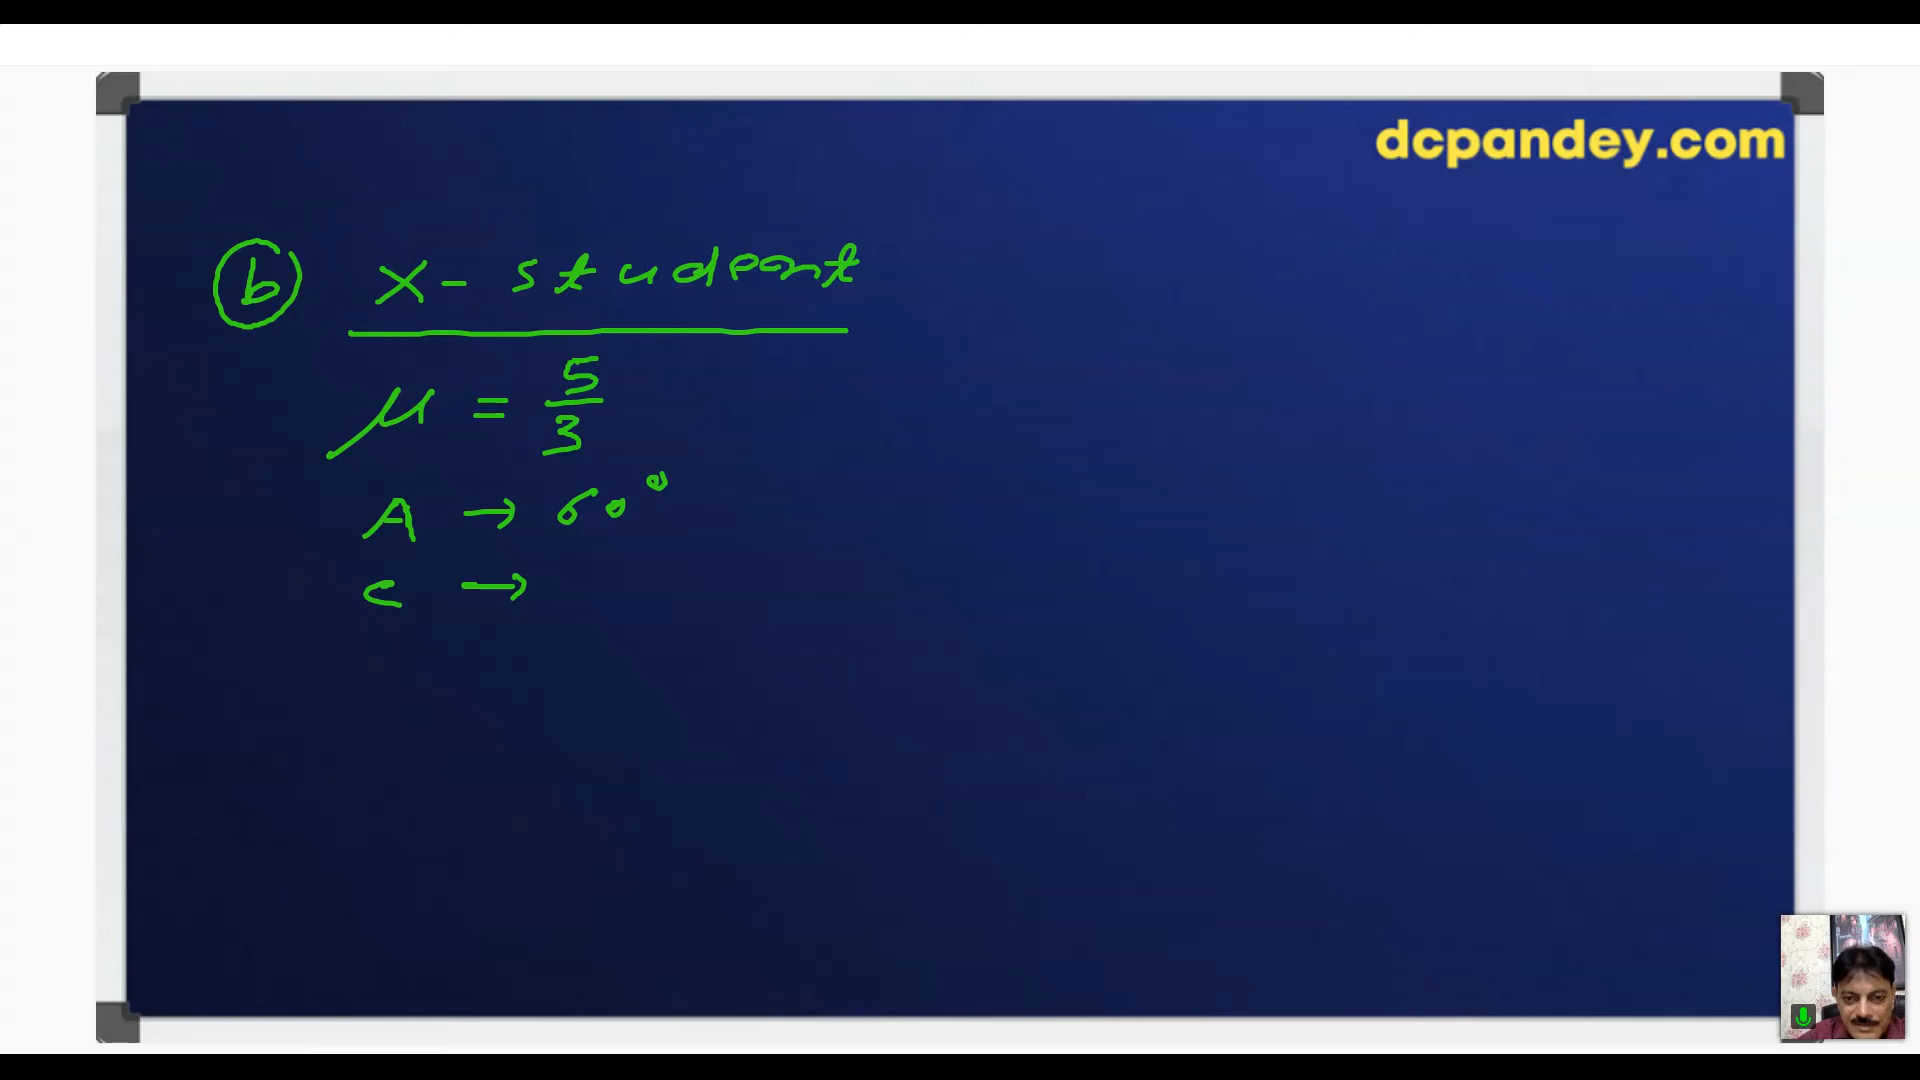 dcpandey.com
(b) X - student
μ = 5/3
A → 60°
C →